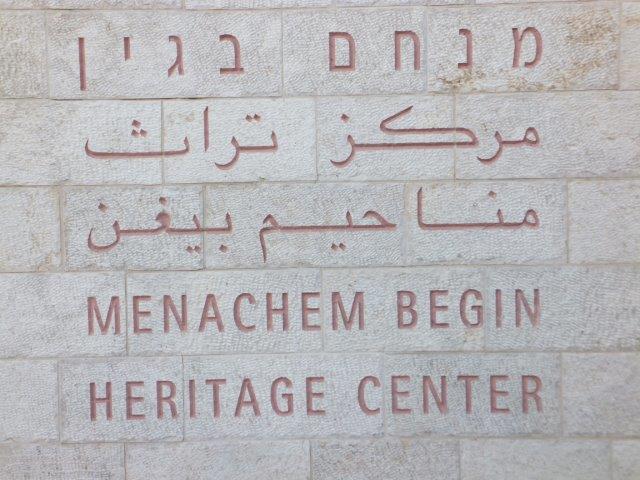 מנחם בגין
مركز تراث
مناحيم بيغن
MENACHEM BEGIN
HERITAGE CENTER